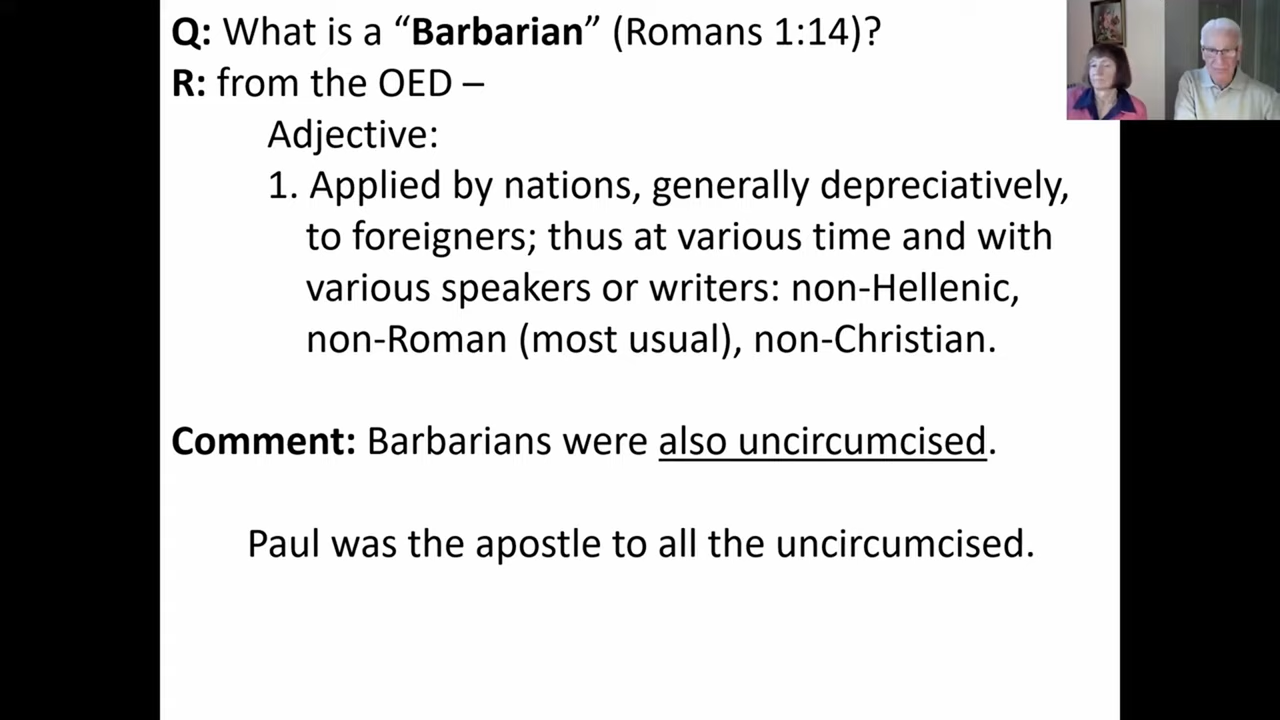 Q: What is a “Barbarian” (Romans 1:14)?
R: from the OED –
Adjective:
1. Applied by nations, generally depreciatively,
to foreigners; thus at various time and with
various speakers or writers: non-Hellenic,
non-Roman (most usual), non-Christian.
Comment: Barbarians were also uncircumcised.
Paul was the apostle to all the uncircumcised.